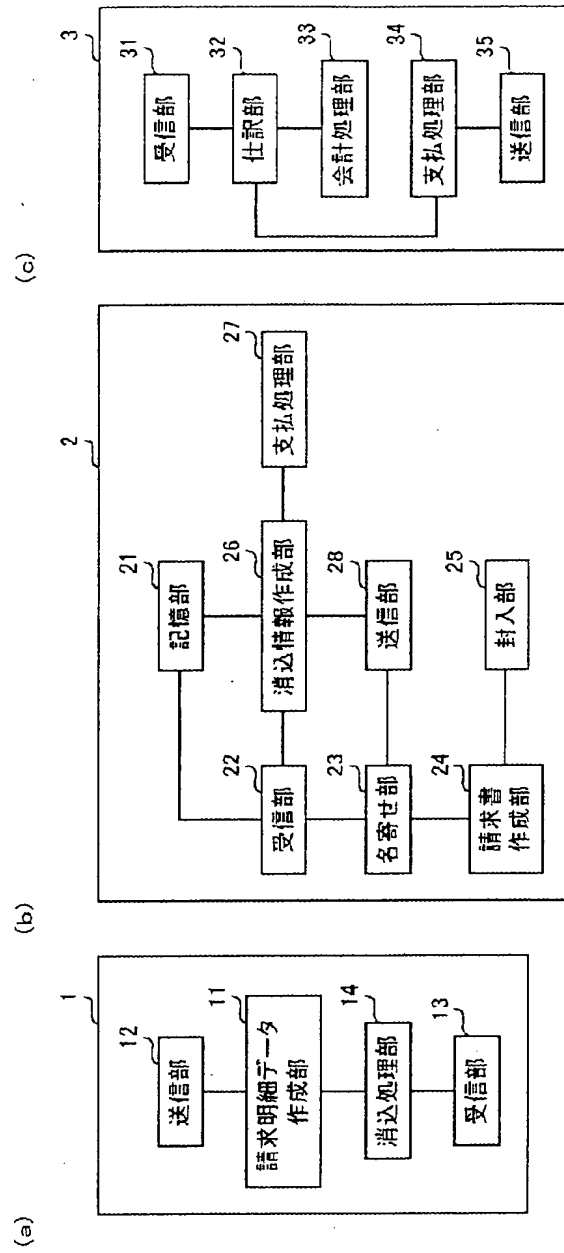 (a)
1
12
送信部
11
請求明細データ
作成部
14
消込処理部
13
受信部
(b)
2
21
記憶部
22
受信部
26
消込情報作成部
27
支払処理部
23
名寄せ部
28
送信部
24
請求書
作成部
25
封入部
(c)
3
31
受信部
32
仕訳部
33
会計処理部
34
支払処理部
35
送信部